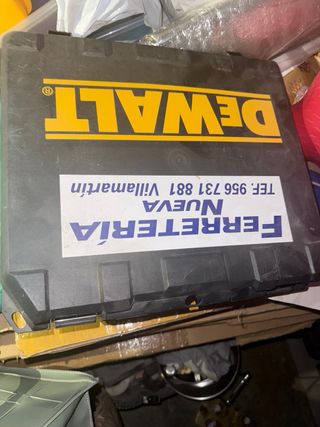 DEWALT®
FERRETERÍA
NUEVA
TEF. 956 731 881 Villamartín